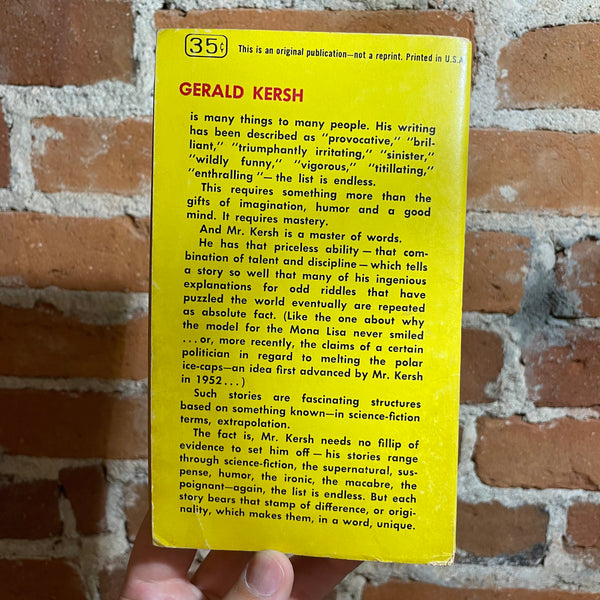 35¢ This is an original publication—not a reprint. Printed in U.S.A
GERALD KERSH
is many things to many people. His writing
has been described as "provocative," "bril-
liant," "triumphantly irritating," "sinister,"
"wildly funny," "vigorous," "titillating,"
"enthralling"—the list is endless.
This requires something more than the
gifts of imagination, humor and a good
mind. It requires mastery.
And Mr. Kersh is a master of words.
He has that priceless ability—that com-
bination of talent and discipline—which tells
a story so well that many of his ingenious
explanations for odd riddles that have
puzzled the world eventually are repeated
as absolute fact. (Like the one about why
the model for the Mona Lisa never smiled
. . . or, more recently, the claims of a certain
politician in regard to melting the polar
ice-caps—an idea first advanced by Mr. Kersh
in 1952 . . . )
Such stories are fascinating structures
based on something known—in science-fiction
terms, extrapolation.
The fact is, Mr. Kersh needs no fillip of
evidence to set him off—his stories range
through science-fiction, the supernatural, sus-
pense, humor, the ironic, the macabre, the
poignant—again, the list is endless. But each
story bears that stamp of difference, or origi-
nality, which makes them, in a word, unique.